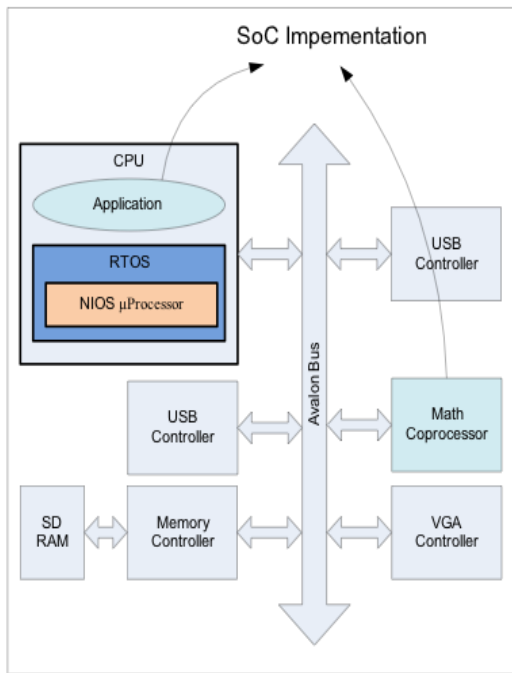 SoC Impementation
CPU
Application
RTOS
NIOS µProcessor
USB
Controller
Avalon Bus
USB
Controller
Math
Coprocessor
SD
RAM
Memory
Controller
VGA
Controller